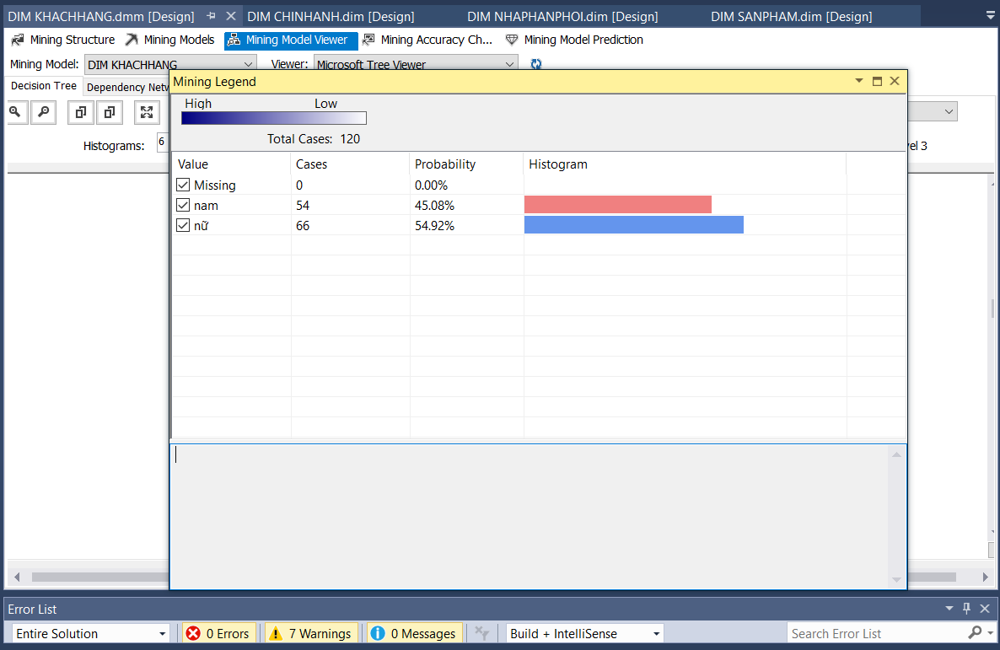 DIM KHACHHANG.dmm [Design] DIM CHINHANH.dim [Design] DIM NHAPHANPHOI.dim [Design] DIM SANPHAM.dim [Design]
Mining Structure Mining Models Mining Model Viewer Mining Accuracy Ch... Mining Model Prediction
Mining Model: DIM KHACHHANG Viewer: Microsoft Tree Viewer
Decision Tree Dependency Netw
Mining Legend
High Low
Total Cases: 120
Histograms: 6 vel 3
Value Cases Probability Histogram
Missing 0 0.00%
nam 54 45.08%
nữ 66 54.92%
Error List
Entire Solution 0 Errors 7 Warnings 0 Messages Build + IntelliSense Search Error List